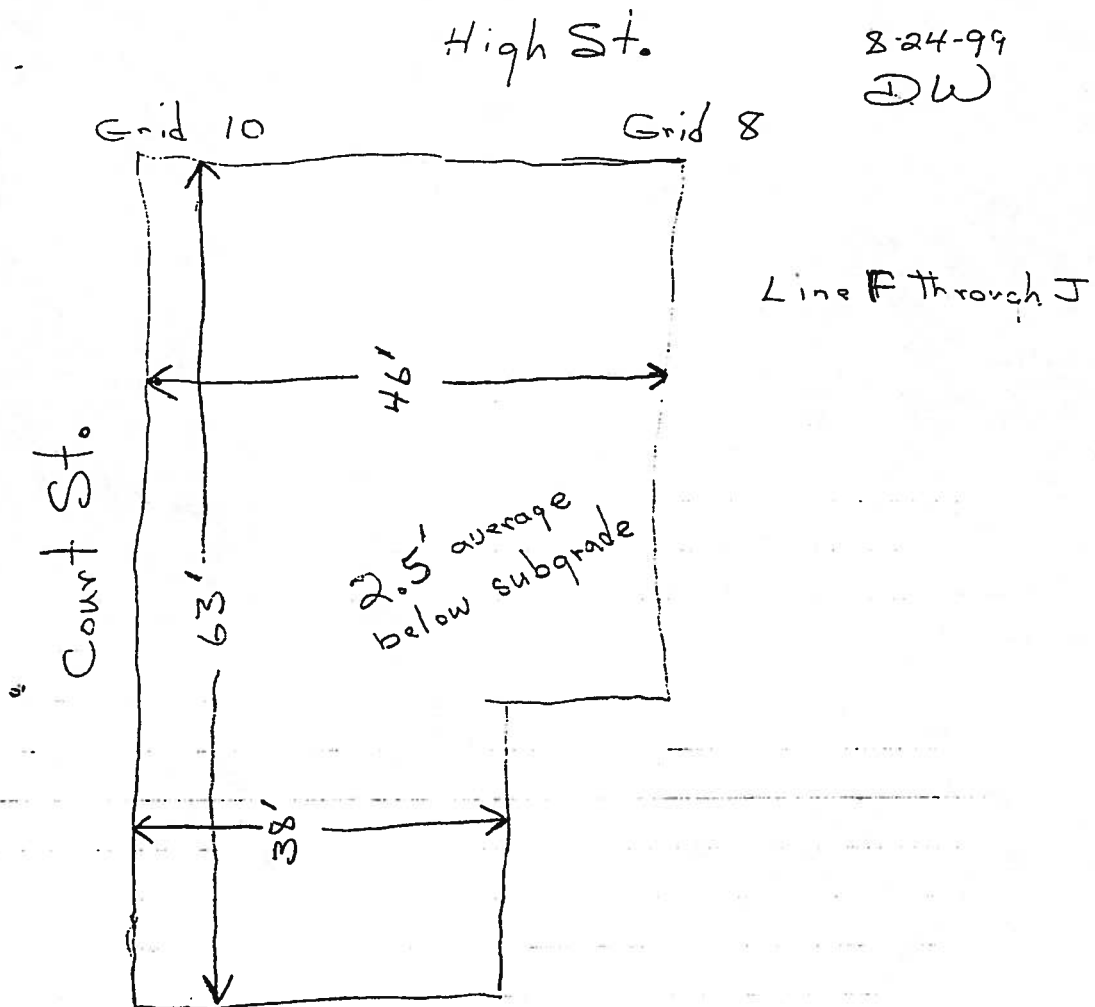 High St.
8-24-99
DW
Grid 10
Grid 8
Line F Through J
46'
Court St.
2.5' average
below subgrade
63'
38'